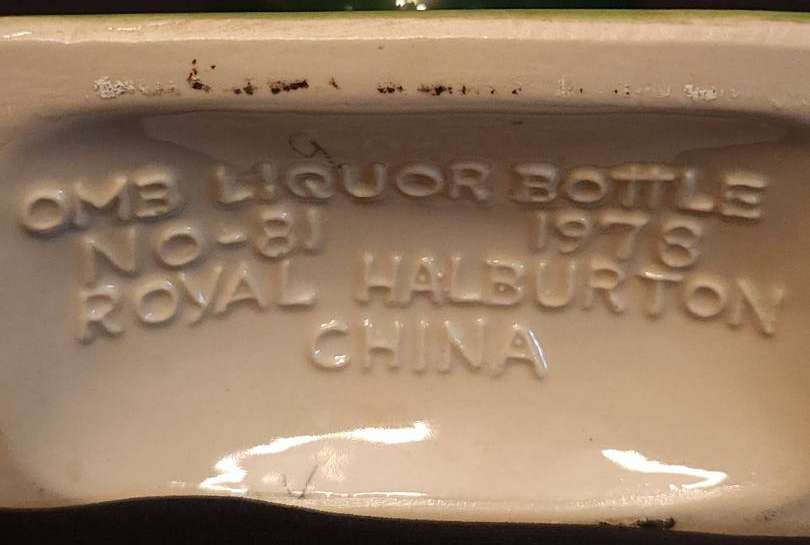 OMB LIQUOR BOTTLE
NO-81 1978
ROYAL HALBURTON
CHINA